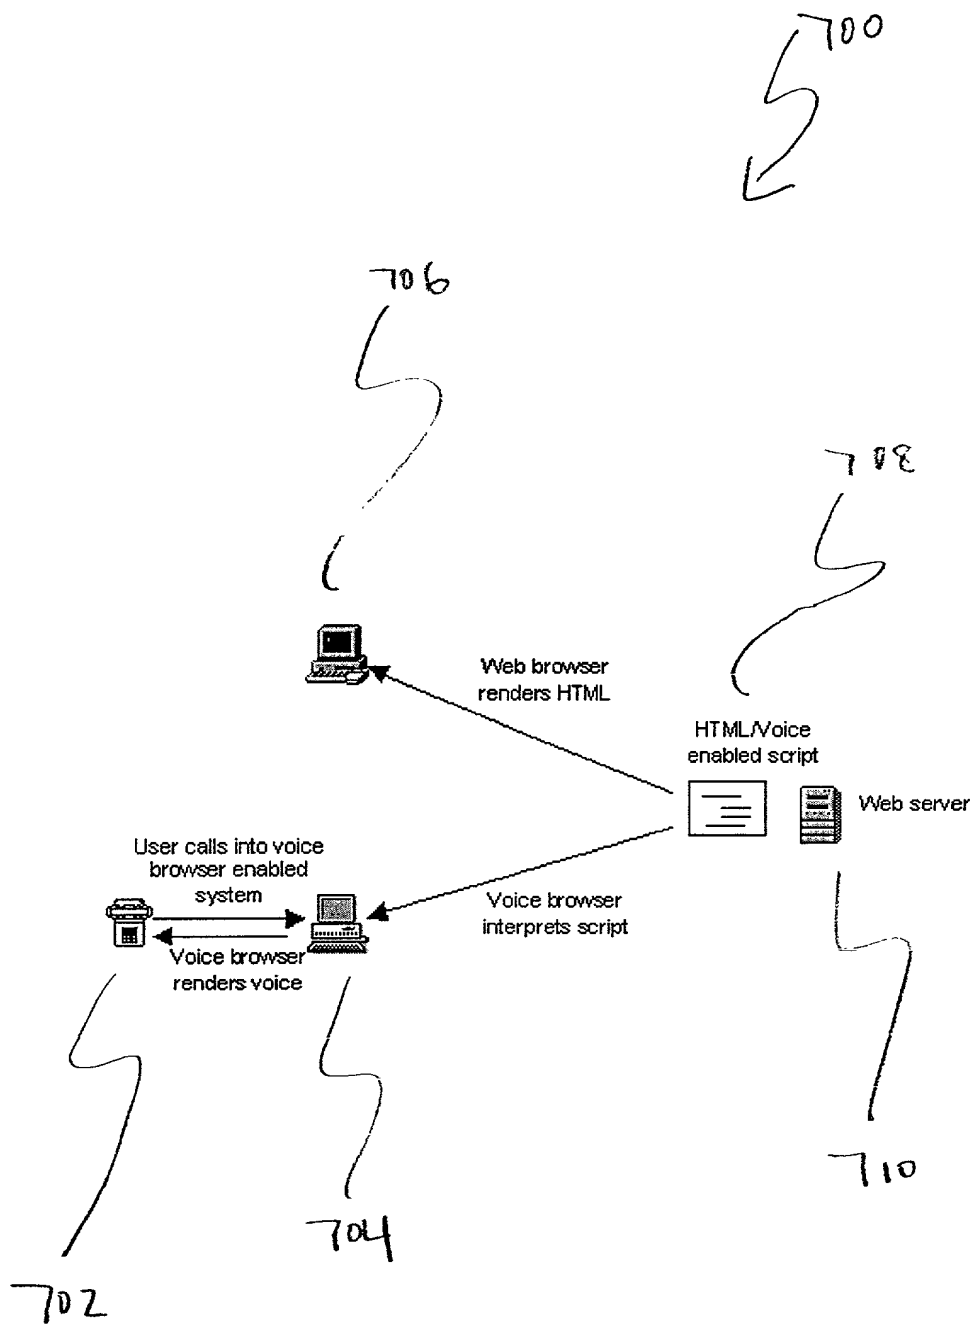 700
706
708
Web browser
renders HTML
HTML/Voice
enabled script
Web server
User calls into voice
browser enabled
system
Voice browser
interprets script
Voice browser
renders voice
710
704
702